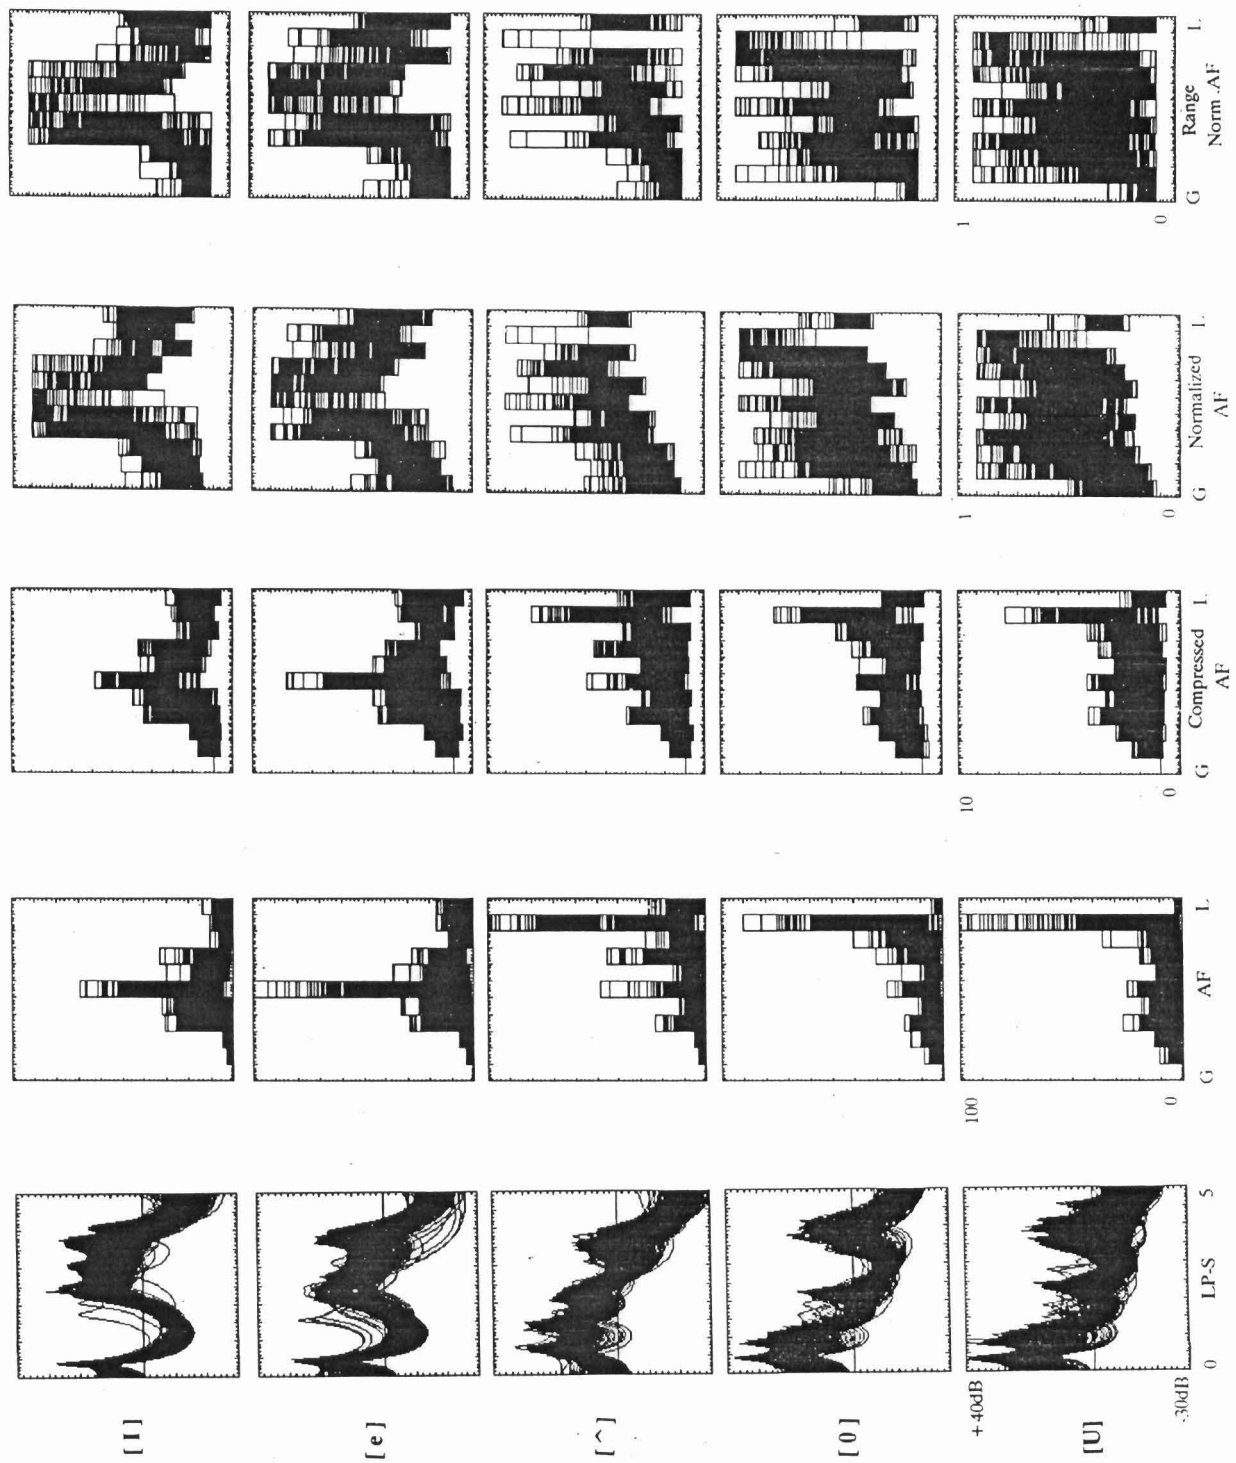 [ I ]
[ e ]
[ ^ ]
[ 0 ]
+40dB
100
10
1
1
[U]
-30dB
0
0
0
0
0 LP-S 5
G AF L
G Compressed L
AF
G Normalized L
AF
G Range L
Norm .AF